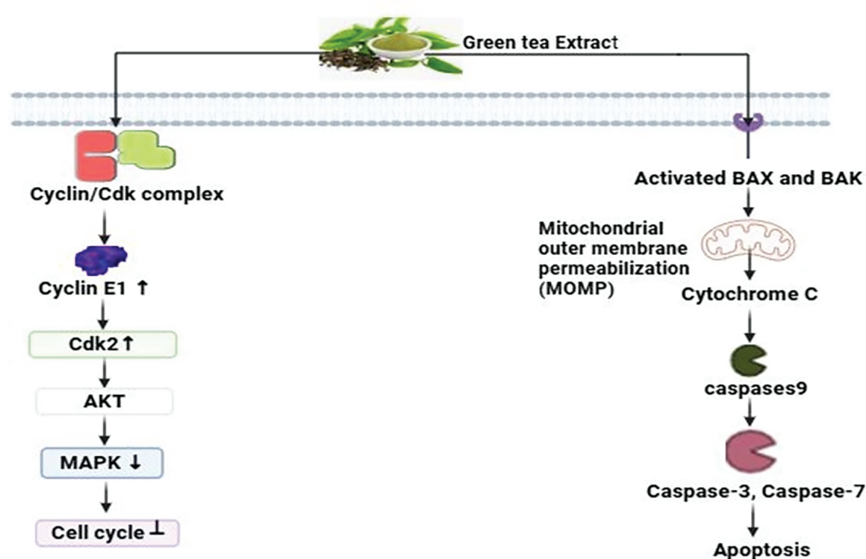 Green tea Extract
Cyclin/Cdk complex
Cyclin E1 ↑
Cdk2↑
AKT
MAPK ↓
Cell cycle ┴
Activated BAX and BAK
Mitochondrial
outer membrane
permeabilization
(MOMP)
Cytochrome C
caspases9
Caspase-3, Caspase-7
Apoptosis